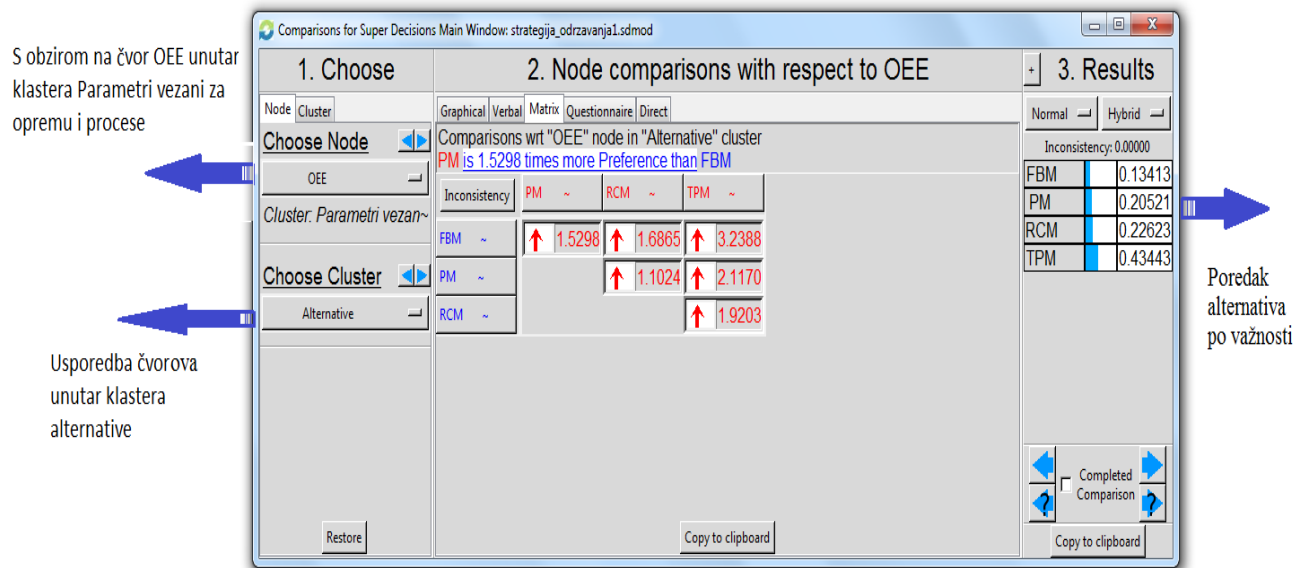 S obzirom na čvor OEE unutar
klastera Parametri vezani za
opremu i procese
Usporedba čvorova
unutar klastera
alternative
Comparisons for Super Decisions Main Window: strategija_odrzavanja1.sdmod
1. Choose
Node Cluster
Choose Node
OEE
Cluster: Parametri vezan~
Choose Cluster
Alternative
Restore
2. Node comparisons with respect to OEE
Graphical Verbal Matrix Questionnaire Direct
Comparisons wrt "OEE" node in "Alternative" cluster
PM is 1.5298 times more Preference than FBM
Inconsistency PM ~ RCM ~ TPM ~
FBM ~ 1.5298 1.6865 3.2388
PM ~ 1.1024 2.1170
RCM ~ 1.9203
Copy to clipboard
+ 3. Results
Normal Hybrid
Inconsistency: 0.00000
FBM 0.13413
PM 0.20521
RCM 0.22623
TPM 0.43443
Completed
Comparison
? ?
Copy to clipboard
Poredak
alternativa
po važnosti